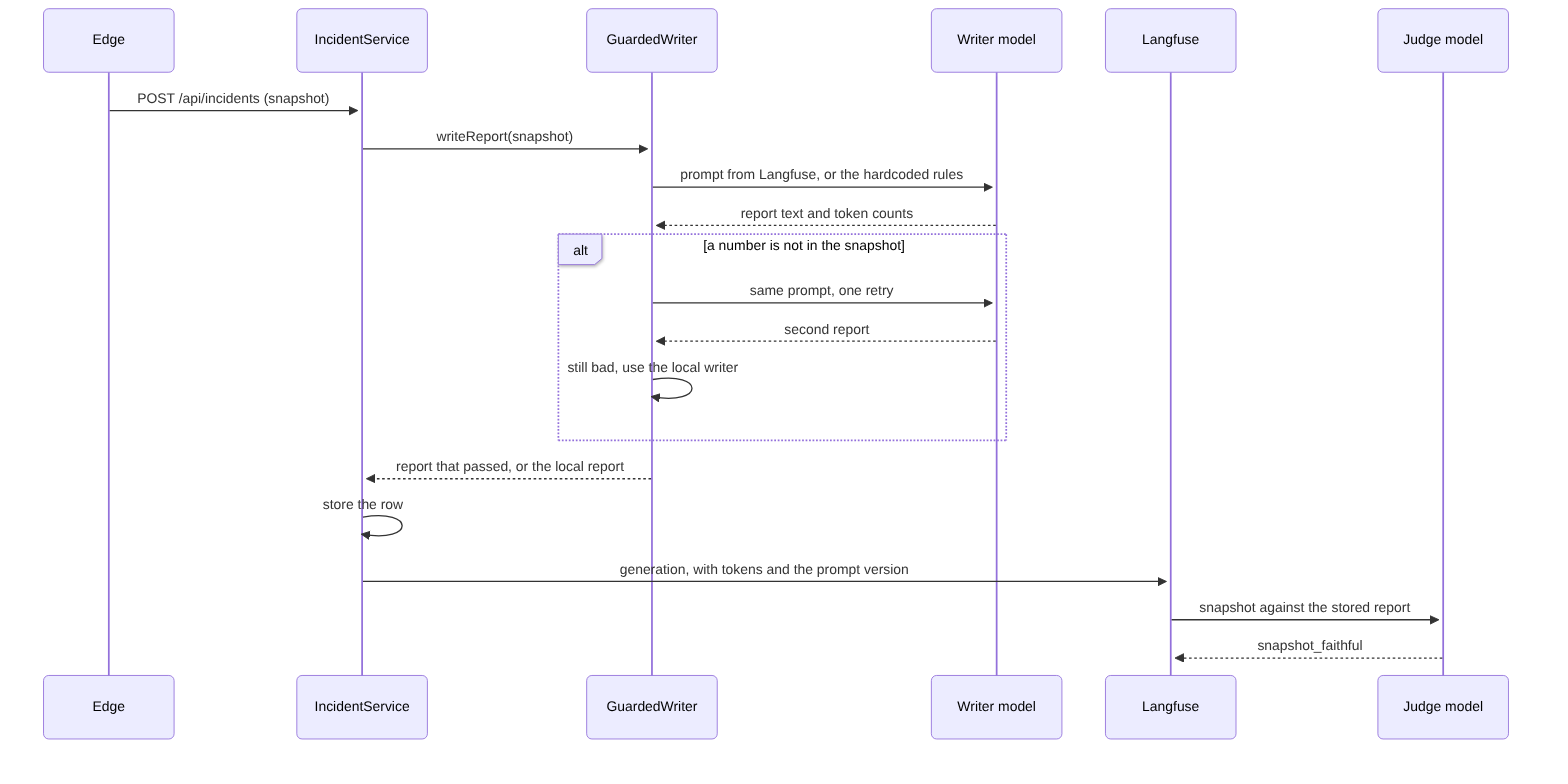 Edge
IncidentService
GuardedWriter
Writer model
Langfuse
Judge model
POST /api/incidents (snapshot)
writeReport(snapshot)
prompt from Langfuse, or the hardcoded rules
report text and token counts
alt
[a number is not in the snapshot]
same prompt, one retry
second report
still bad, use the local writer
report that passed, or the local report
store the row
generation, with tokens and the prompt version
snapshot against the stored report
snapshot_faithful
Edge
IncidentService
GuardedWriter
Writer model
Langfuse
Judge model